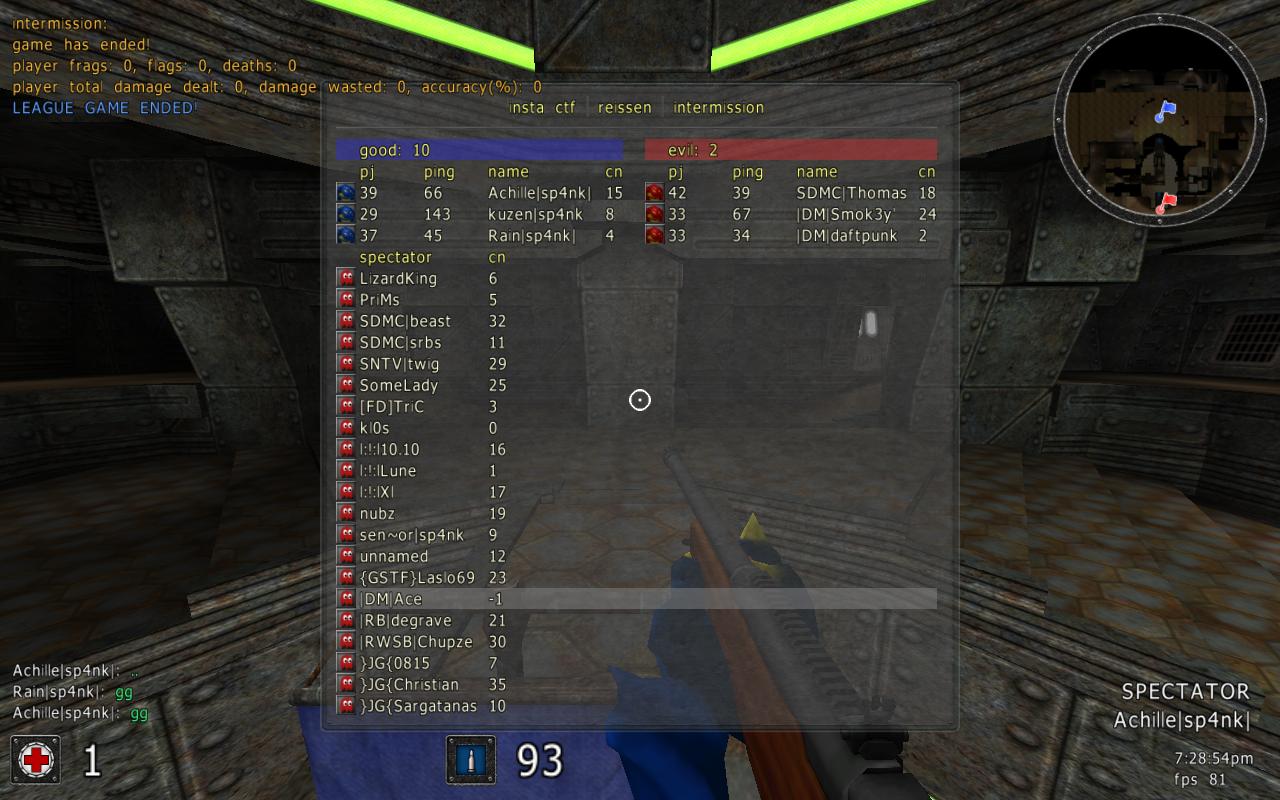 intermission:
game has ended!
player frags: 0, flags: 0, deaths: 0
player total damage dealt: 0, damage wasted: 0, accuracy(%): 0
LEAGUE GAME ENDED!
insta ctf reissen intermission
good: 10 evil: 2
pj ping name cn pj ping name cn
39 66 Achille|sp4nk| 15 42 39 SDMC|Thomas 18
29 143 kuzen|sp4nk 8 33 67 |DM|Smok3y' 24
37 45 Rain|sp4nk| 4 33 34 |DM|daftpunk 2
spectator cn
LizardKing 6
PriMs 5
SDMC|beast 32
SDMC|srbs 11
SNTV|twig 29
SomeLady 25
[FD]TriC 3
kl0s 0
|:!:|10.10 16
|:!:|Lune 1
|:!:|XI 17
nubz 19
sen~or|sp4nk 9
unnamed 12
{GSTF}Laslo69 23
|DM|Ace -1
|RB|degrave 21
|RWSB|Chupze 30
}JG{0815 7
}JG{Christian 35
}JG{Sargatanas 10
Achille|sp4nk|: ..
Rain|sp4nk|: gg
Achille|sp4nk|: gg
1
93
SPECTATOR
Achille|sp4nk|
7:28:54pm
fps 81